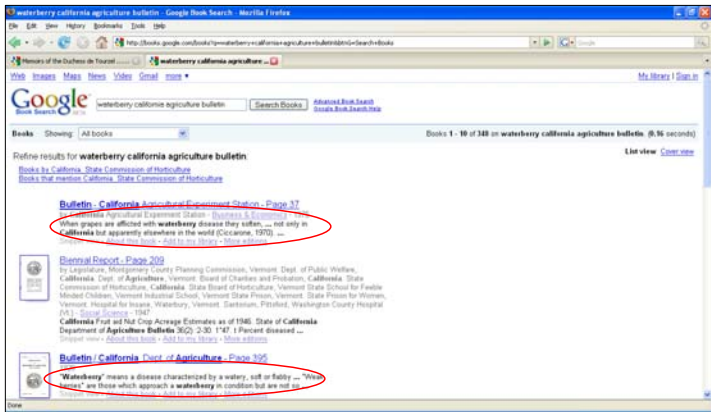 waterberry california agriculture bulletin - Google Book Search - Mozilla Firefox
File Edit View History Bookmarks Tools Help
http://books.google.com/books?q=waterberry+california+agriculture+bulletin&btnG=Search+Books
Memoirs of the Duchess de Tourzel ...... waterberry california agriculture ...
Web Images Maps News Video Gmail more ▼ My library | Sign in
Google Book Search BETA waterberry california agriculture bulletin Search Books Advanced Book Search
Google Book Search Help
Books Showing: All books Books 1 - 10 of 348 on waterberry california agriculture bulletin. (0.16 seconds)
Refine results for waterberry california agriculture bulletin: List view Cover view
Books by California. State Commission of Horticulture
Books that mention California. State Commission of Horticulture
Bulletin - California Agricultural Experiment Station - Page 37
by California Agricultural Experiment Station - Business & Economics
When grapes are afflicted with waterberry disease they soften, ... not only in
California but apparently elsewhere in the world (Ciccarone, 1970). ...
Snippet view - About this book - Add to my library - More editions
Biennial Report - Page 209
by Legislature, Montgomery County Planning Commission, Vermont. Dept. of Public Welfare,
California. Dept. of Agriculture, Vermont. Board of Charities and Probation, California. State
Commission of Horticulture, California. State Board of Horticulture, Vermont State School for Feeble
Minded Children, Vermont Industrial School, Vermont State Prison, Vermont. State Prison for Women,
Vermont. Hospital for Insane, Waterbury, Vermont. Sanatorium, Pittsford, Washington County Hospital
(Vt.) - Social Science - 1947
California Fruit and Nut Crop Acreage Estimates as of 1946. State of California
Department of Agriculture Bulletin 36(2): 2-30. 1947. t Percent diseased ...
Snippet view - About this book - Add to my library - More editions
Bulletin / California. Dept. of Agriculture - Page 395
"Waterberry" means a disease characterized by a watery, soft or flabby ... "Weak
berries" are those which approach a waterberry in condition but are not so ...
Snippet view - About this book - Add to my library - More editions
Done